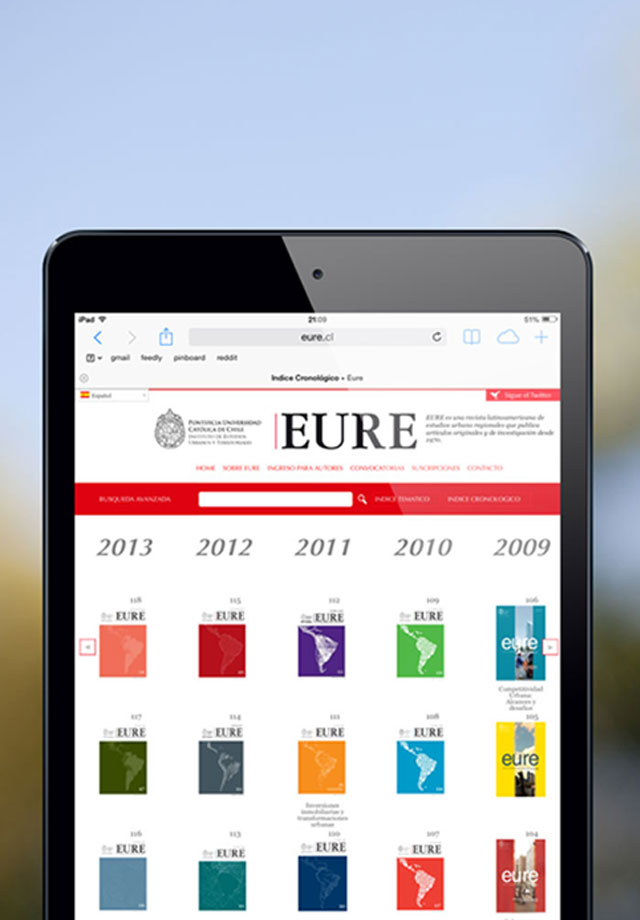 iPad
21:09
51%
eure.cl
gmail feedly pinboard reddit
Indice Cronológico - Eure
Español
Sigue el Twitter
PONTIFICIA UNIVERSIDAD
CATÓLICA DE CHILE
INSTITUTO DE ESTUDIOS
URBANOS Y TERRITORIALES
EURE
EURE es una revista latinoamericana de
estudios urbano regionales que publica
artículos originales y de investigación desde
1970.
HOME SOBRE EURE INGRESO PARA AUTORES CONVOCATORIAS SUSCRIPCIONES CONTACTO
BUSQUEDA AVANZADA
INDICE TEMATICO INDICE CRONOLOGICO
2013 2012 2011 2010 2009
118 115 112 109 106
EURE EURE EURE EURE eure
Competitividad
Urbana:
Alcances y
desafíos
117 114 111 108 105
EURE EURE EURE EURE eure
Inversiones
inmobiliarias y
transformaciones
urbanas
116 113 110 107 104
EURE EURE EURE EURE eure